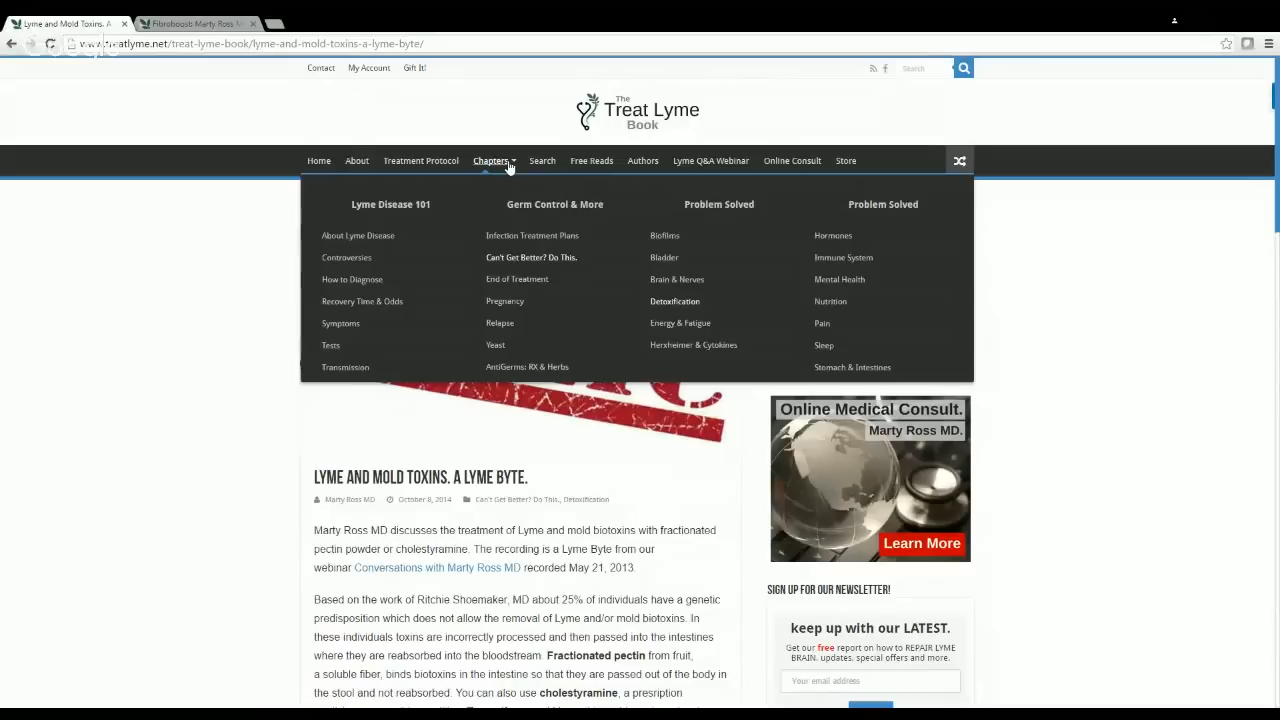 Lyme and Mold Toxins. A
Fibroboost: Marty Ross M
www.treatlyme.net/treat-lyme-book/lyme-and-mold-toxins-a-lyme-byte/
Contact My Account Gift It!
Search
The
Treat Lyme
Book
Home About Treatment Protocol Chapters Search Free Reads Authors Lyme Q&A Webinar Online Consult Store
Lyme Disease 101
About Lyme Disease
Controversies
How to Diagnose
Recovery Time & Odds
Symptoms
Tests
Transmission
Germ Control & More
Infection Treatment Plans
Can't Get Better? Do This.
End of Treatment
Pregnancy
Relapse
Yeast
AntiGerms: RX & Herbs
Problem Solved
Biofilms
Bladder
Brain & Nerves
Detoxification
Energy & Fatigue
Herxheimer & Cytokines
Problem Solved
Hormones
Immune System
Mental Health
Nutrition
Pain
Sleep
Stomach & Intestines
LYME AND MOLD TOXINS. A LYME BYTE.
Marty Ross MD October 8, 2014 Can't Get Better? Do This., Detoxification
Marty Ross MD discusses the treatment of Lyme and mold biotoxins with fractionated
pectin powder or cholestyramine. The recording is a Lyme Byte from our
webinar Conversations with Marty Ross MD recorded May 21, 2013.
Based on the work of Ritchie Shoemaker, MD about 25% of individuals have a genetic
predisposition which does not allow the removal of Lyme and/or mold biotoxins. In
these individuals toxins are incorrectly processed and then passed into the intestines
where they are reabsorbed into the bloodstream. Fractionated pectin from fruit,
a soluble fiber, binds biotoxins in the intestine so that they are passed out of the body in
the stool and not reabsorbed. You can also use cholestyramine, a presription
Online Medical Consult.
Marty Ross MD.
Learn More
SIGN UP FOR OUR NEWSLETTER!
keep up with our LATEST.
Get our free report on how to REPAIR LYME
BRAIN. updates, special offers and more.
Your email address